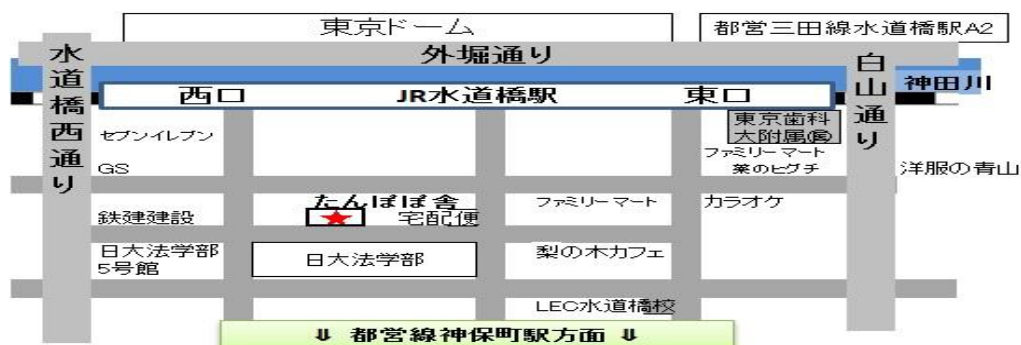 東京ドーム
都営三田線水道橋駅A2
水道橋西通り
外堀通り
白山通り
神田川
西口 JR水道橋駅 東口
東京歯科
大附属㊩
セブンイレブン
ファミリーマート
薬のヒグチ
GS
洋服の青山
たんぽぽ舎
鉄建建設
宅配便
ファミリーマート
カラオケ
日大法学部
5号館
日大法学部
梨の木カフェ
LEC水道橋校
⇓ 都営線神保町駅方面 ⇓